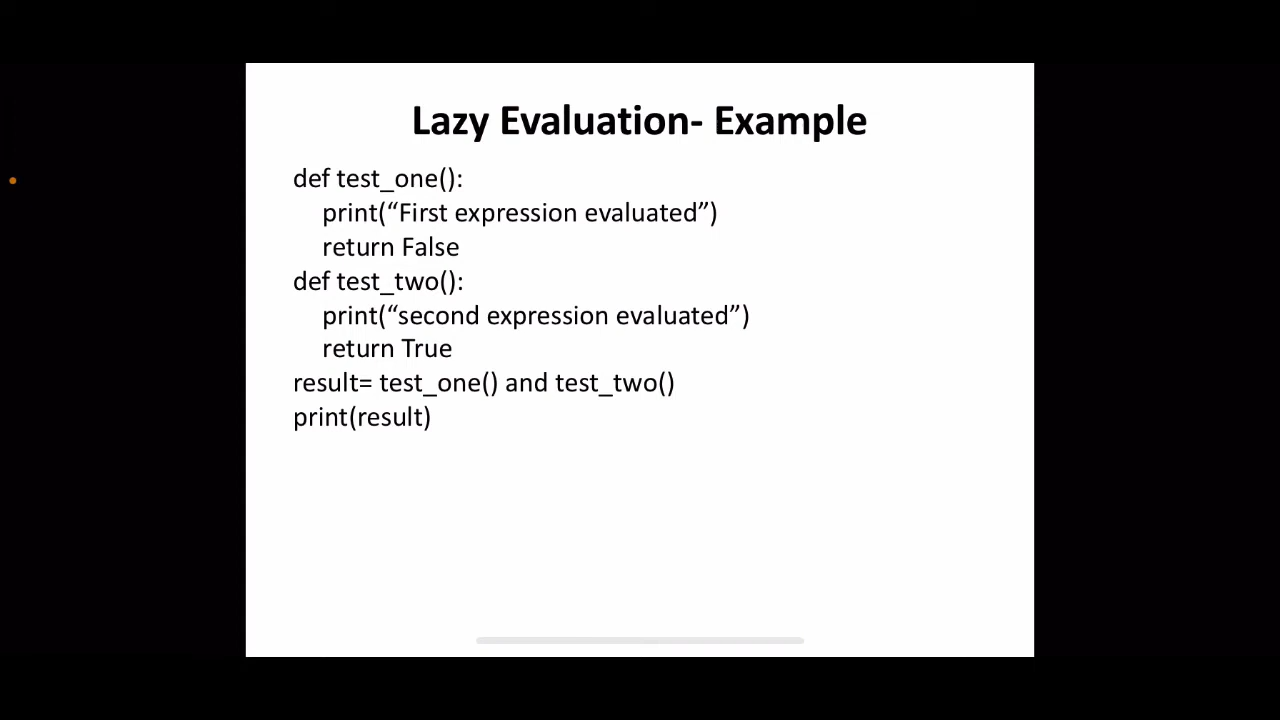 Lazy Evaluation- Example
def test_one():
print(“First expression evaluated”)
return False
def test_two():
print(“second expression evaluated”)
return True
result= test_one() and test_two()
print(result)